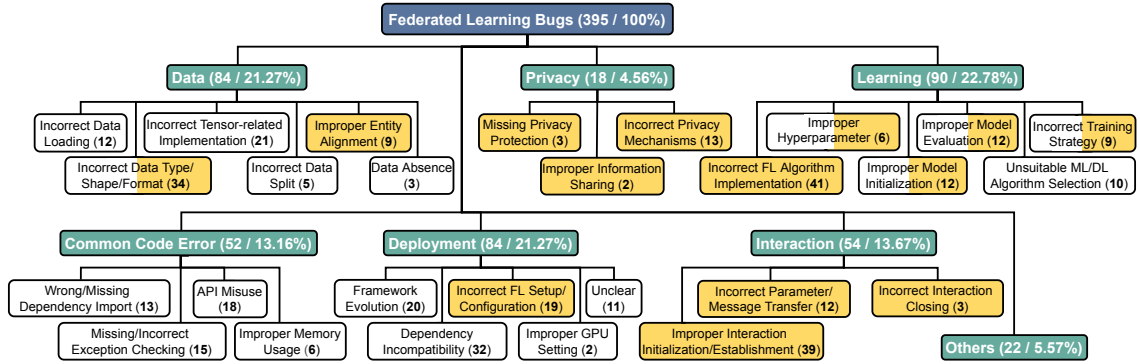 Federated Learning Bugs (395 / 100%)
Data (84 / 21.27%)
Privacy (18 / 4.56%)
Learning (90 / 22.78%)
Incorrect Data
Loading (12)
Incorrect Tensor-related
Implementation (21)
Improper Entity
Alignment (9)
Missing Privacy
Protection (3)
Incorrect Privacy
Mechanisms (13)
Improper
Hyperparameter (6)
Improper Model
Evaluation (12)
Incorrect Training
Strategy (9)
Incorrect Data Type/
Shape/Format (34)
Incorrect Data
Split (5)
Data Absence
(3)
Improper Information
Sharing (2)
Incorrect FL Algorithm
Implementation (41)
Improper Model
Initialization (12)
Unsuitable ML/DL
Algorithm Selection (10)
Common Code Error (52 / 13.16%)
Deployment (84 / 21.27%)
Interaction (54 / 13.67%)
Wrong/Missing
Dependency Import (13)
API Misuse
(18)
Framework
Evolution (20)
Incorrect FL Setup/
Configuration (19)
Unclear
(11)
Incorrect Parameter/
Message Transfer (12)
Incorrect Interaction
Closing (3)
Missing/Incorrect
Exception Checking (15)
Improper Memory
Usage (6)
Dependency
Incompatibility (32)
Improper GPU
Setting (2)
Improper Interaction
Initialization/Establishment (39)
Others (22 / 5.57%)